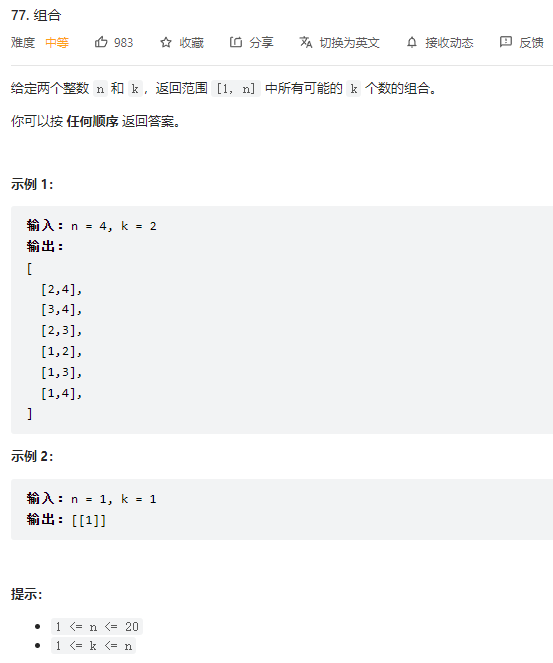 77. 组合
难度 中等 983 收藏 分享 切换为英文 接收动态 反馈
给定两个整数 n 和 k，返回范围 [1, n] 中所有可能的 k 个数的组合。
你可以按 任何顺序 返回答案。
示例 1：
输入：n = 4, k = 2
输出：
[
  [2,4],
  [3,4],
  [2,3],
  [1,2],
  [1,3],
  [1,4],
]
示例 2：
输入：n = 1, k = 1
输出：[[1]]
提示：
1 <= n <= 20
1 <= k <= n